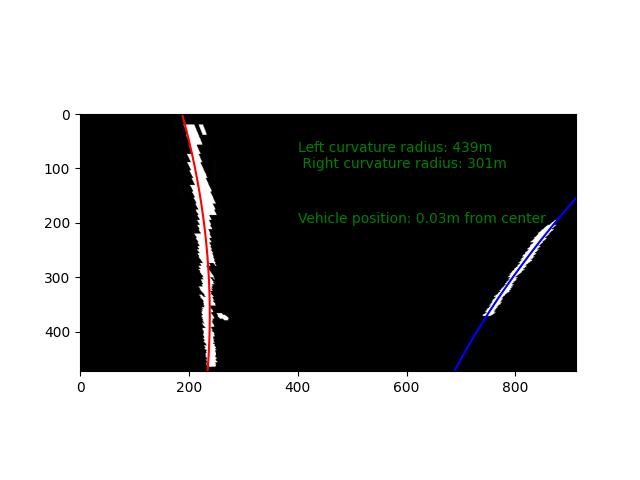 Left curvature radius: 439m
Right curvature radius: 301m
Vehicle position: 0.03m from center
0
100
200
300
400
0 200 400 600 800